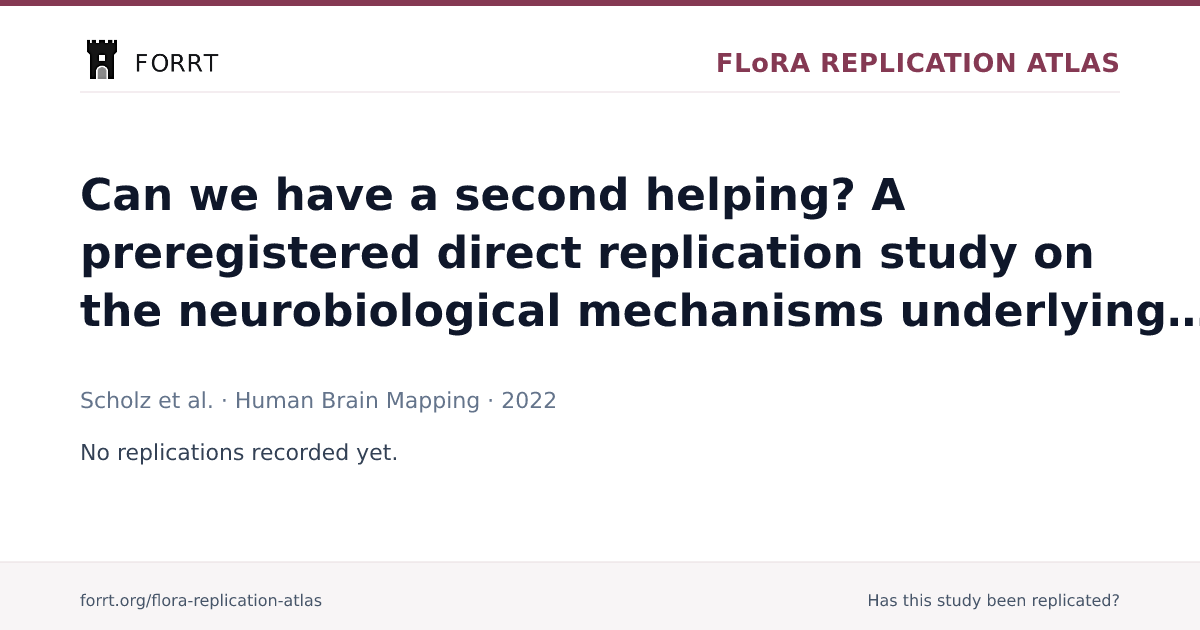 FORRT
FLoRA REPLICATION ATLAS
Can we have a second helping? A
preregistered direct replication study on
the neurobiological mechanisms underlying…
Scholz et al. · Human Brain Mapping · 2022
No replications recorded yet.
forrt.org/flora-replication-atlas
Has this study been replicated?